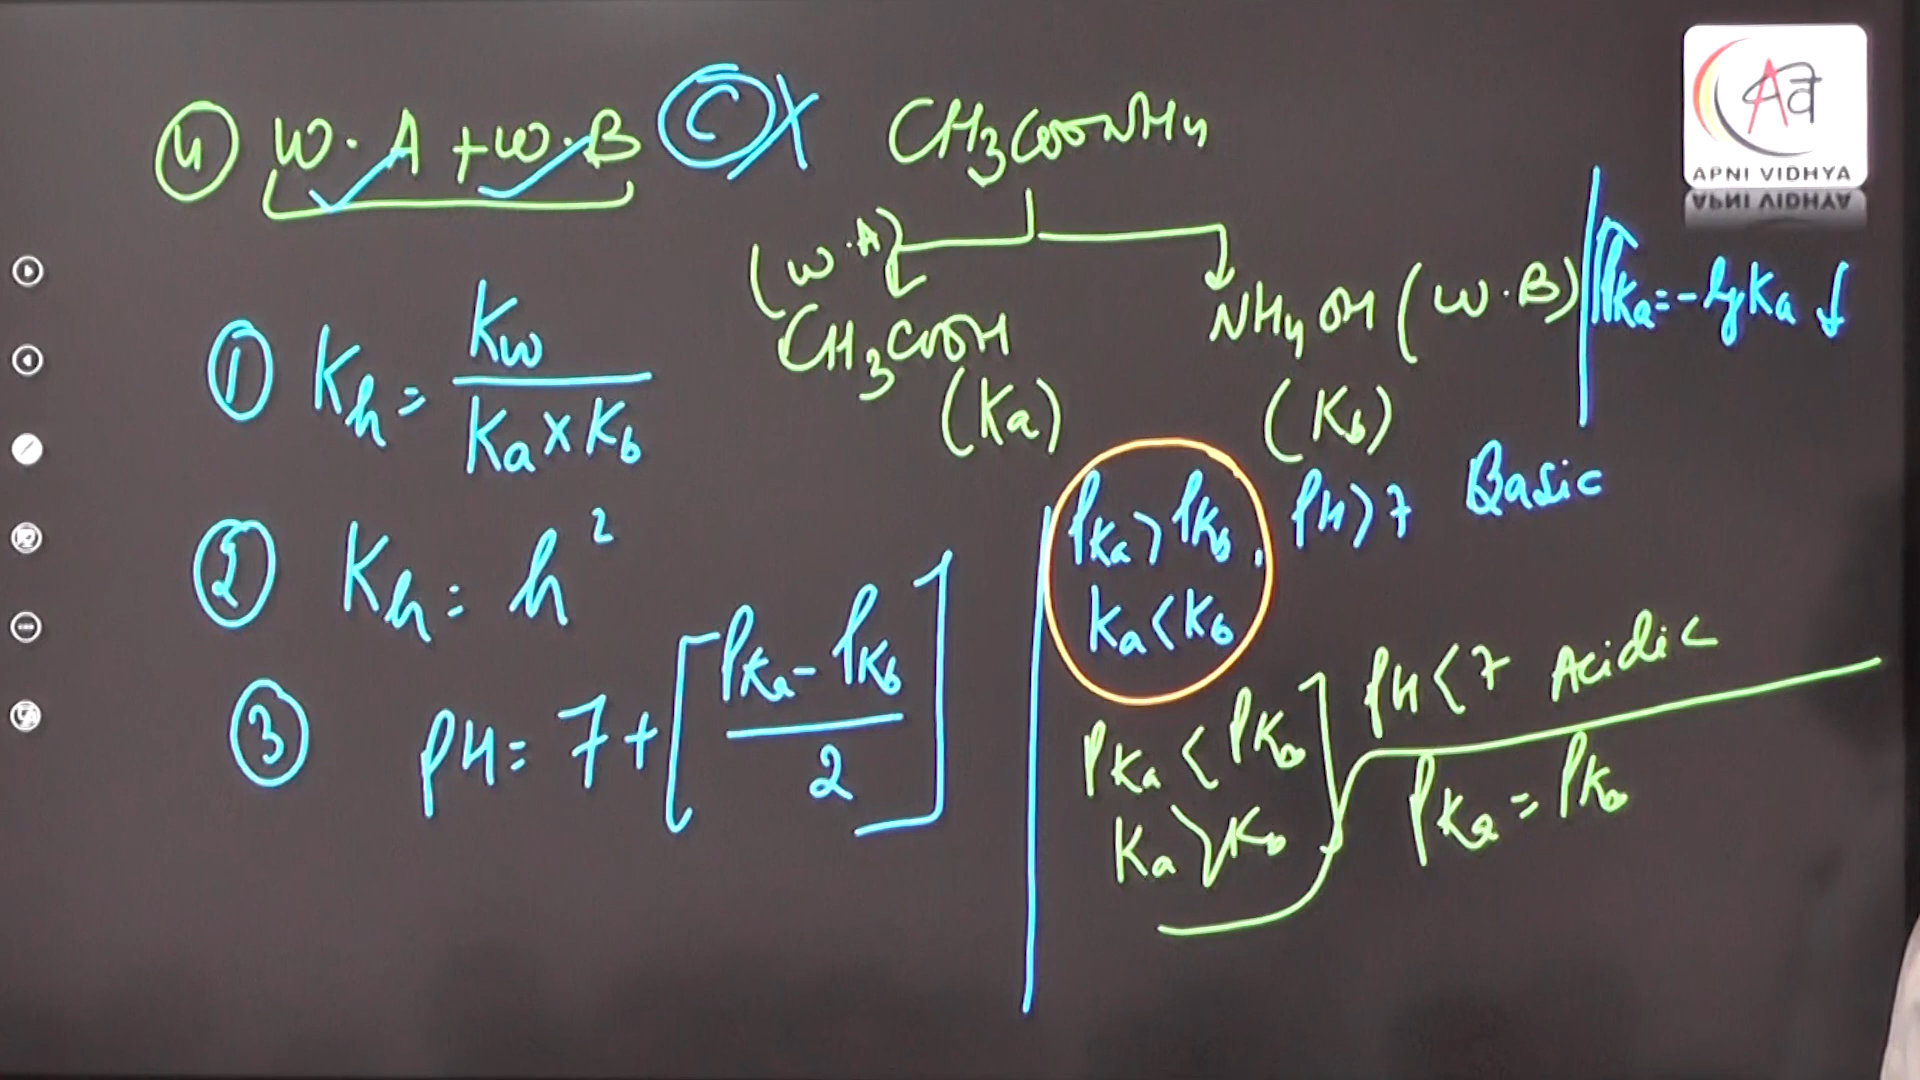 4 W.A + W.B C X CH3COONH4
APNI VIDHYA
(W.A) CH3COOH (Ka)
NH4OH (W.B) (Kb)
PKa = -lgKa ↓
① Kh = Kw / Ka x Kb
② Kh = h²
③ PH = 7 + [PKa - PKb / 2]
PKa > PKb, PH > 7 Basic
Ka < Kb
PKa < PKb] PH < 7 Acidic
Ka > Kb
PKa = PKb